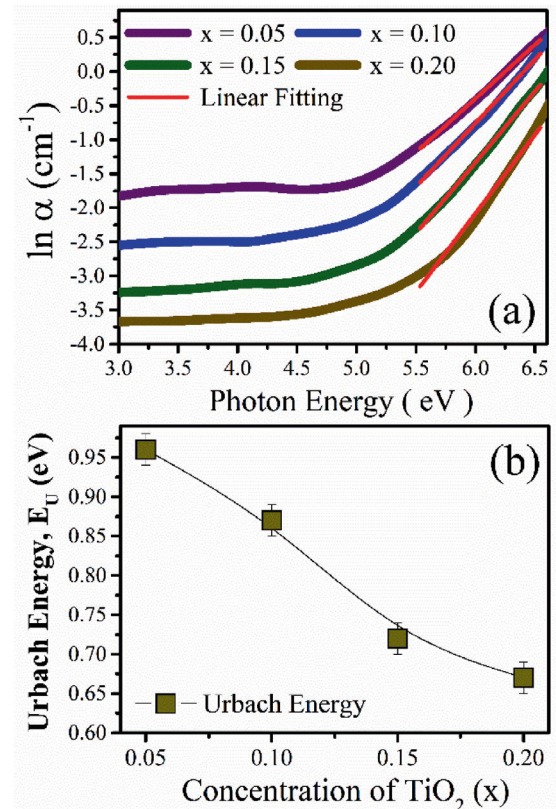 (a)
0.5
0.0
-0.5
-1.0
-1.5
-2.0
-2.5
-3.0
-3.5
-4.0
ln α (cm⁻¹)
x = 0.05 x = 0.10
x = 0.15 x = 0.20
Linear Fitting
3.0 3.5 4.0 4.5 5.0 5.5 6.0 6.5
Photon Energy ( eV )
(b)
0.95
0.90
0.85
0.80
0.75
0.70
0.65
0.60
Urbach Energy, E_U (eV)
Urbach Energy
0.05 0.10 0.15 0.20
Concentration of TiO₂ (x)